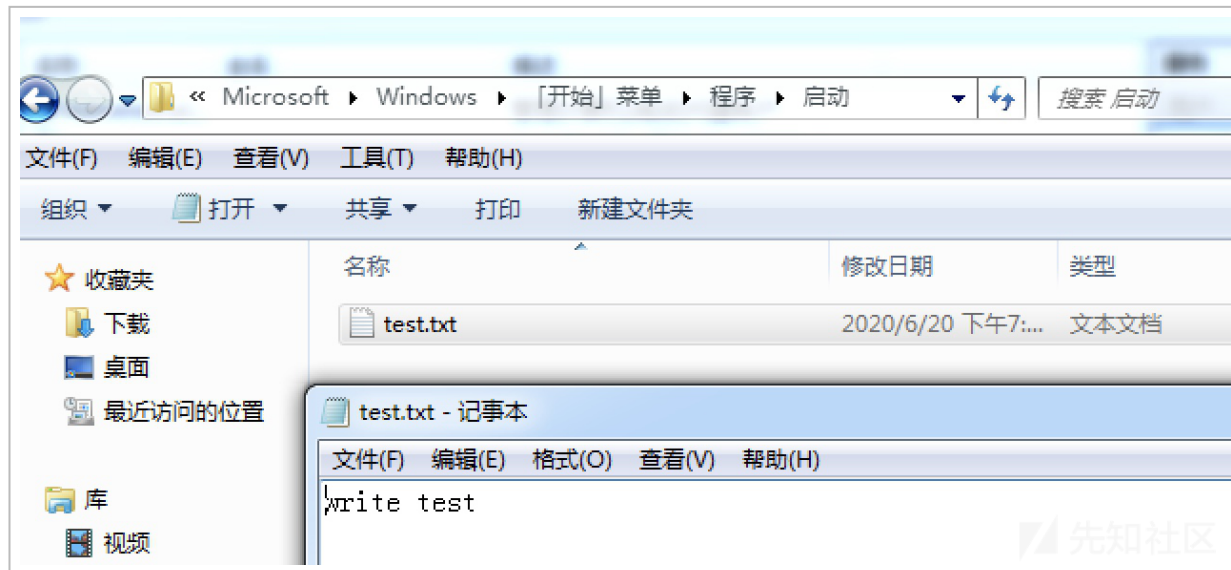 « Microsoft ▸ Windows ▸ 「开始」菜单 ▸ 程序 ▸ 启动 搜索 启动
文件(F) 编辑(E) 查看(V) 工具(T) 帮助(H)
组织 打开 共享 打印 新建文件夹
名称 修改日期 类型
收藏夹
test.txt 2020/6/20 下午7:... 文本文档
下载
桌面
最近访问的位置
库
视频
test.txt - 记事本
文件(F) 编辑(E) 格式(O) 查看(V) 帮助(H)
write test
先知社区